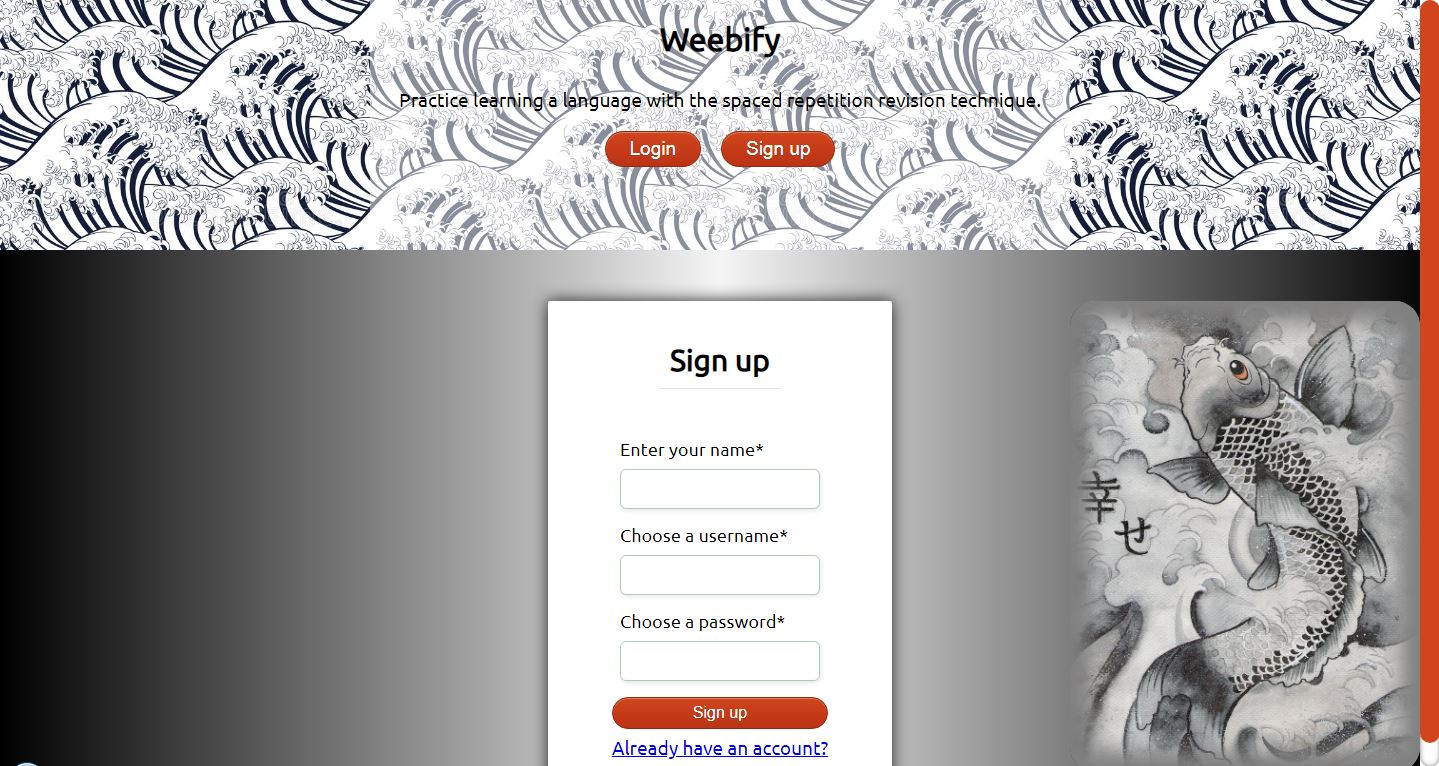 Weebify
Practice learning a language with the spaced repetition revision technique.
Login
Sign up
Sign up
Enter your name*
Choose a username*
Choose a password*
Sign up
Already have an account?
幸
せ